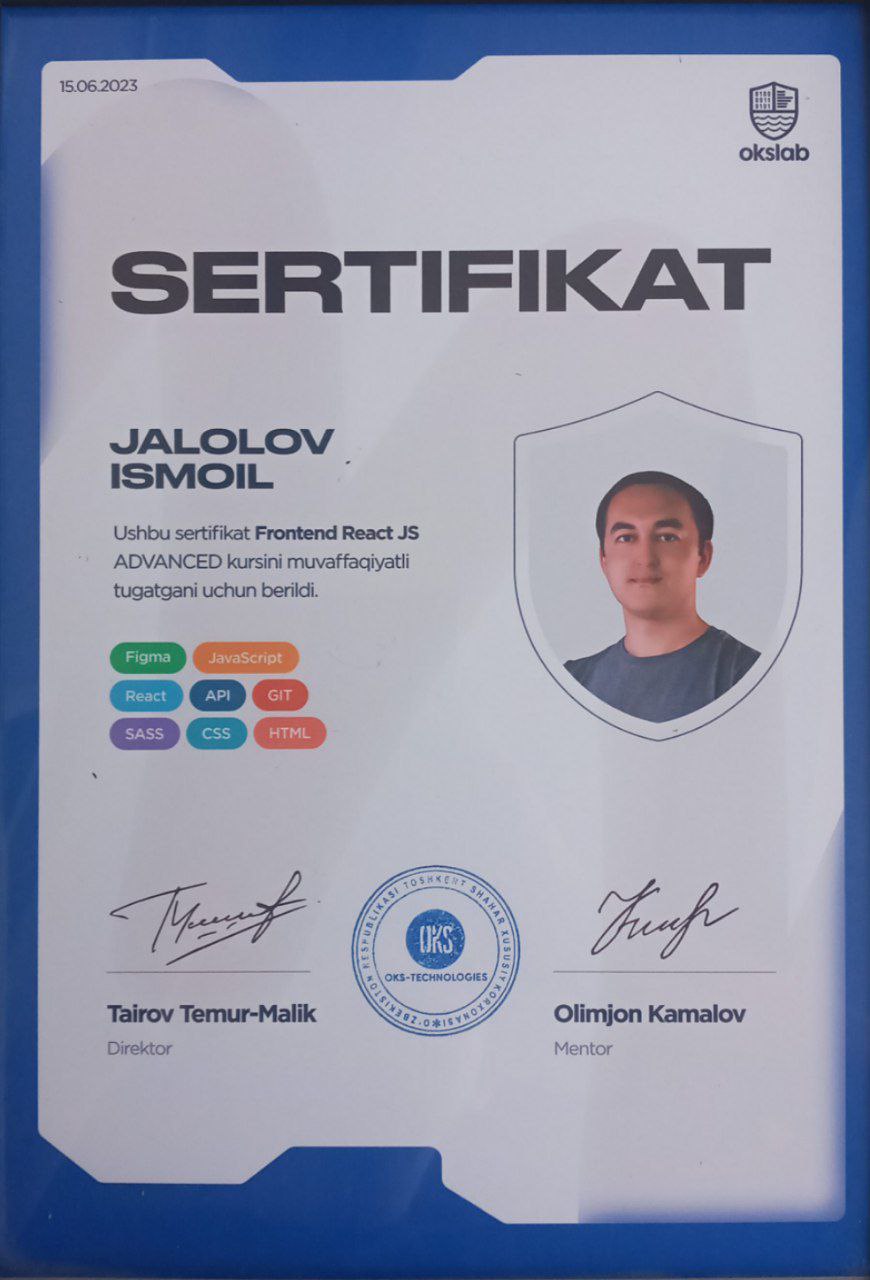 15.06.2023
okslab
SERTIFIKAT
JALOLOV
ISMOIL
Ushbu sertifikat Frontend React JS
ADVANCED kursini muvaffaqiyatli
tugatgani uchun berildi.
Figma JavaScript
React API GIT
SASS CSS HTML
O'ZBEKISTON RESPUBLIKASI TOSHKENT SHAHAR XUSUSIY KORXONASI
OKS
OKS-TECHNOLOGIES
Tairov Temur-Malik
Direktor
Olimjon Kamalov
Mentor